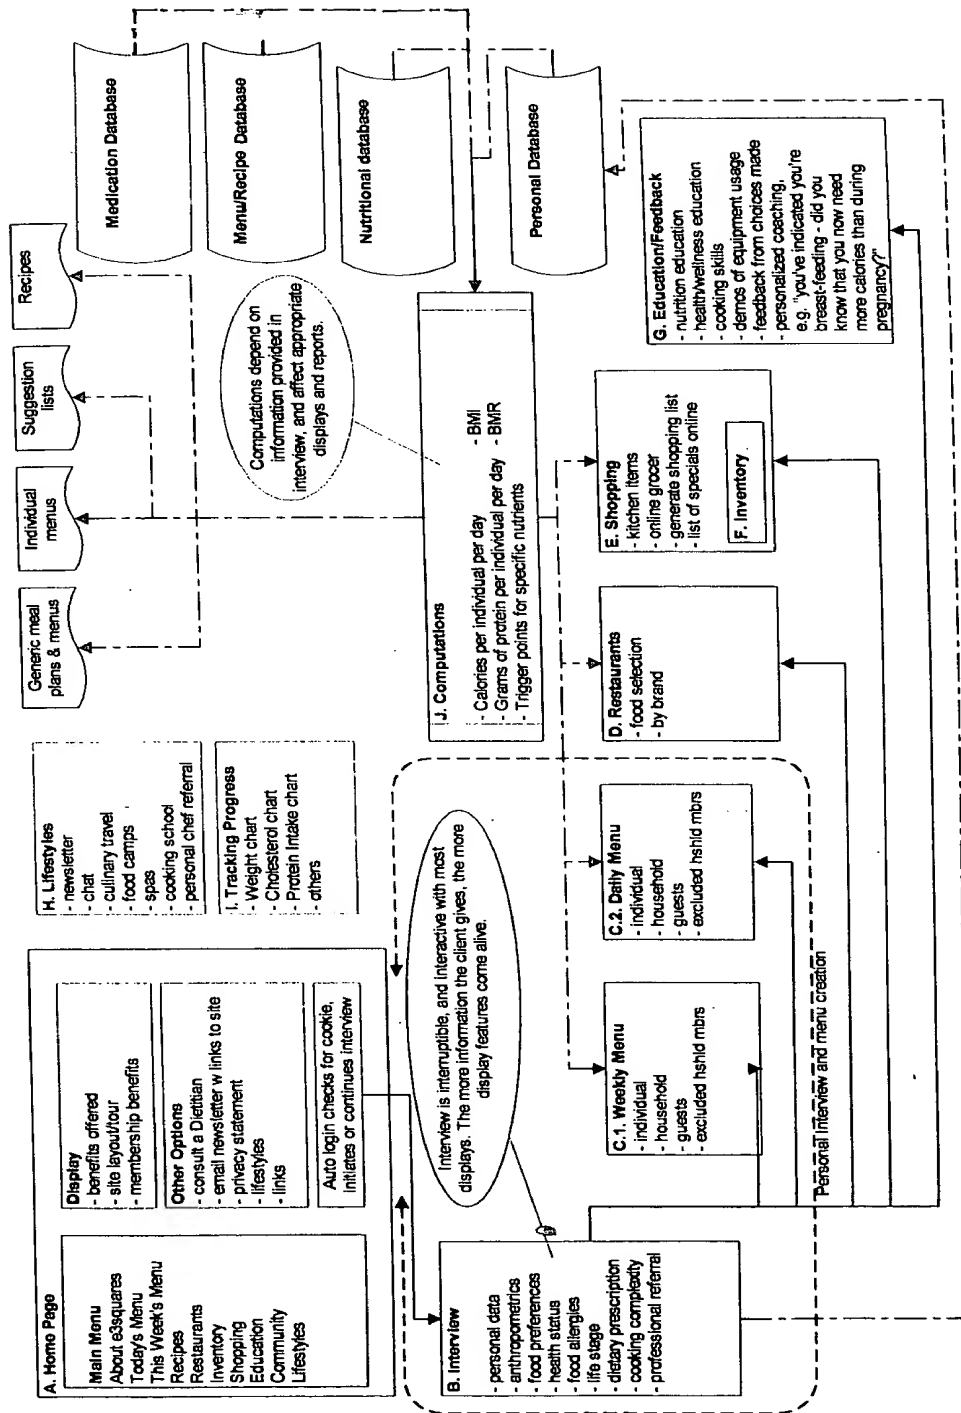 A. Home Page
Main Menu
About e3squares
Today's Menu
This Week's Menu
Recipes
Restaurants
Inventory
Shopping
Education
Community
Lifestyles
Display
- benefits offered
- site layout/tour
- membership benefits
Other Options
- consult a Dietitian
- email newsletter w links to site
- privacy statement
- lifestyles
- links
Auto login checks for cookie,
Initiates or continues interview
H. Lifestyles
- newsletter
- chat
- culinary travel
- food camps
- spas
- cooking school
- personal chef referral
I. Tracking Progress
- Weight chart
- Cholesterol chart
- Protein Intake chart
- others
Generic meal
plans & menus
Individual
menus
Suggestion
lists
Recipes
Medication Database
Menu/Recipe Database
Nutritional database
Personal Database
Computations depend on
information provided in
interview, and affect appropriate
displays and reports.
J. Computations
- Calories per individual per day - BMI
- Grams of protein per individual per day - BMR
- Trigger points for specific nutrients
Interview is interruptible, and interactive with most
displays. The more information the client gives, the more
display features come alive.
B. Interview
- personal data
- anthropometrics
- food preferences
- health status
- food allergies
- life stage
- dietary prescription
- cooking complexity
- professional referral
C.1. Weekly Menu
- individual
- household
- guests
- excluded hshld mbrs
C.2. Daily Menu
- individual
- household
- guests
- excluded hshld mbrs
D. Restaurants
- food selection
- by brand
E. Shopping
- kitchen items
- online grocer
- generate shopping list
- list of specials online
F. Inventory
G. Education/Feedback
- nutrition education
- health/wellness education
- cooking skills
- demos of equipment usage
- feedback from choices made
- personalized coaching,
e.g. "you've indicated you're
breast-feeding - did you
know that you now need
more calories than during
pregnancy?"
Personal Interview and menu creation